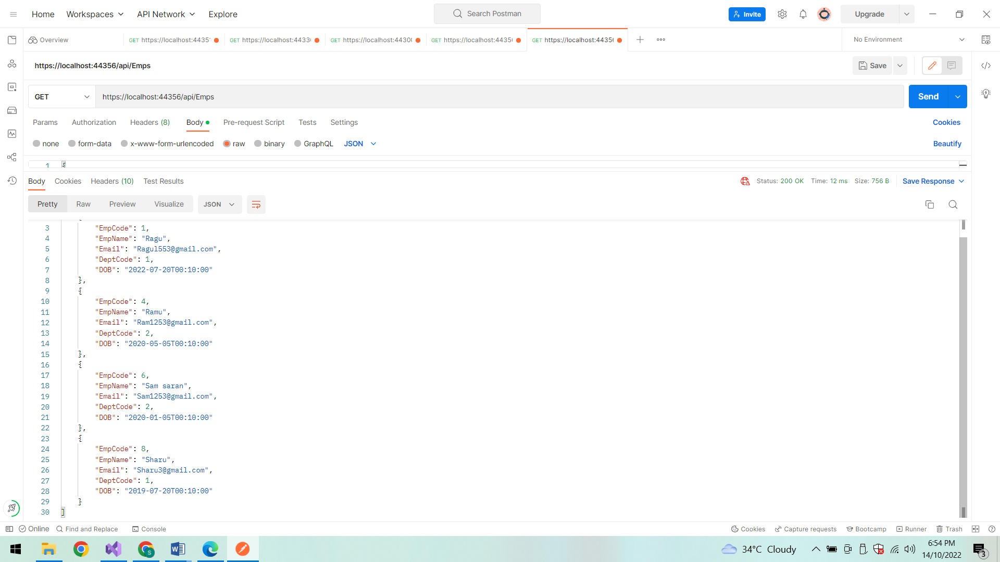 Home Workspaces API Network Explore Search Postman Invite Upgrade
Overview GET https://localhost:4435 GET https://localhost:4433 GET https://localhost:4430 GET https://localhost:4435 GET https://localhost:4435 No Environment
https://localhost:44356/api/Emps Save
GET https://localhost:44356/api/Emps Send
Params Authorization Headers (8) Body Pre-request Script Tests Settings Cookies
none form-data x-www-form-urlencoded raw binary GraphQL JSON Beautify
1 {
Body Cookies Headers (10) Test Results Status: 200 OK Time: 12 ms Size: 756 B Save Response
Pretty Raw Preview Visualize JSON
3 "EmpCode": 1,
4 "EmpName": "Ragu",
5 "Email": "Ragul553@gmail.com",
6 "DeptCode": 1,
7 "DOB": "2022-07-20T00:10:00"
8 },
9 {
10 "EmpCode": 4,
11 "EmpName": "Ramu",
12 "Email": "Ram1253@gmail.com",
13 "DeptCode": 2,
14 "DOB": "2020-05-05T00:10:00"
15 },
16 {
17 "EmpCode": 6,
18 "EmpName": "Sam saran",
19 "Email": "Sam1253@gmail.com",
20 "DeptCode": 2,
21 "DOB": "2020-01-05T00:10:00"
22 },
23 {
24 "EmpCode": 8,
25 "EmpName": "Sharu",
26 "Email": "Sharu3@gmail.com",
27 "DeptCode": 1,
28 "DOB": "2019-07-20T00:10:00"
29 }
30 ]
Online Find and Replace Console Cookies Capture requests Bootcamp Runner Trash
34°C Cloudy 6:54 PM
14/10/2022 3